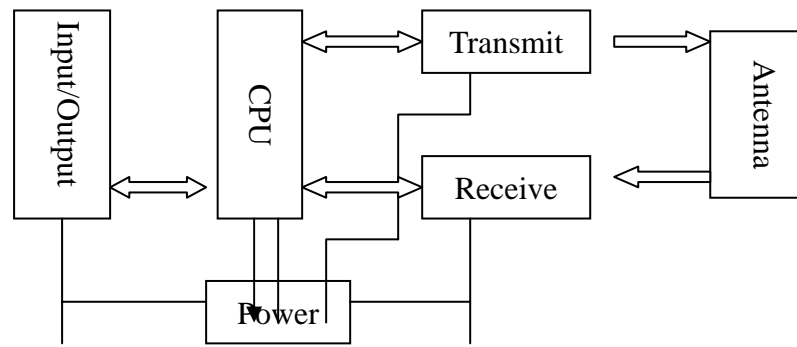 Input/Output
CPU
Transmit
Antenna
Receive
Power